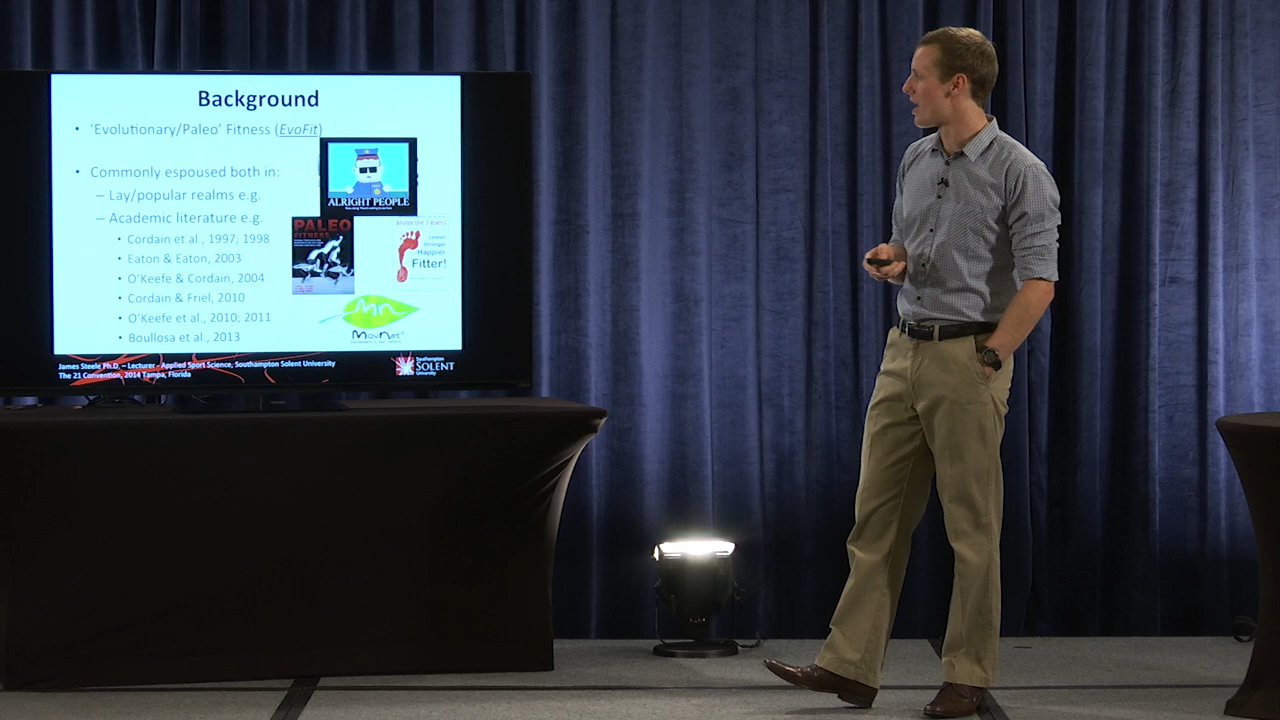 Background
• ‘Evolutionary/Paleo’ Fitness (EvoFit)
• Commonly espoused both in:
– Lay/popular realms e.g.
– Academic literature e.g.
• Cordain et al., 1997; 1998
• Eaton & Eaton, 2003
• O'Keefe & Cordain, 2004
• Cordain & Friel, 2010
• O'Keefe et al., 2010; 2011
• Boullosa et al., 2013
ALRIGHT PEOPLE
PALEO
FITNESS
Leaner
Stronger
Happier
Fitter!
MovNat
James Steele Ph.D. – Lecturer - Applied Sport Science, Southampton Solent University
The 21 Convention, 2014 Tampa, Florida
Southampton
SOLENT
University